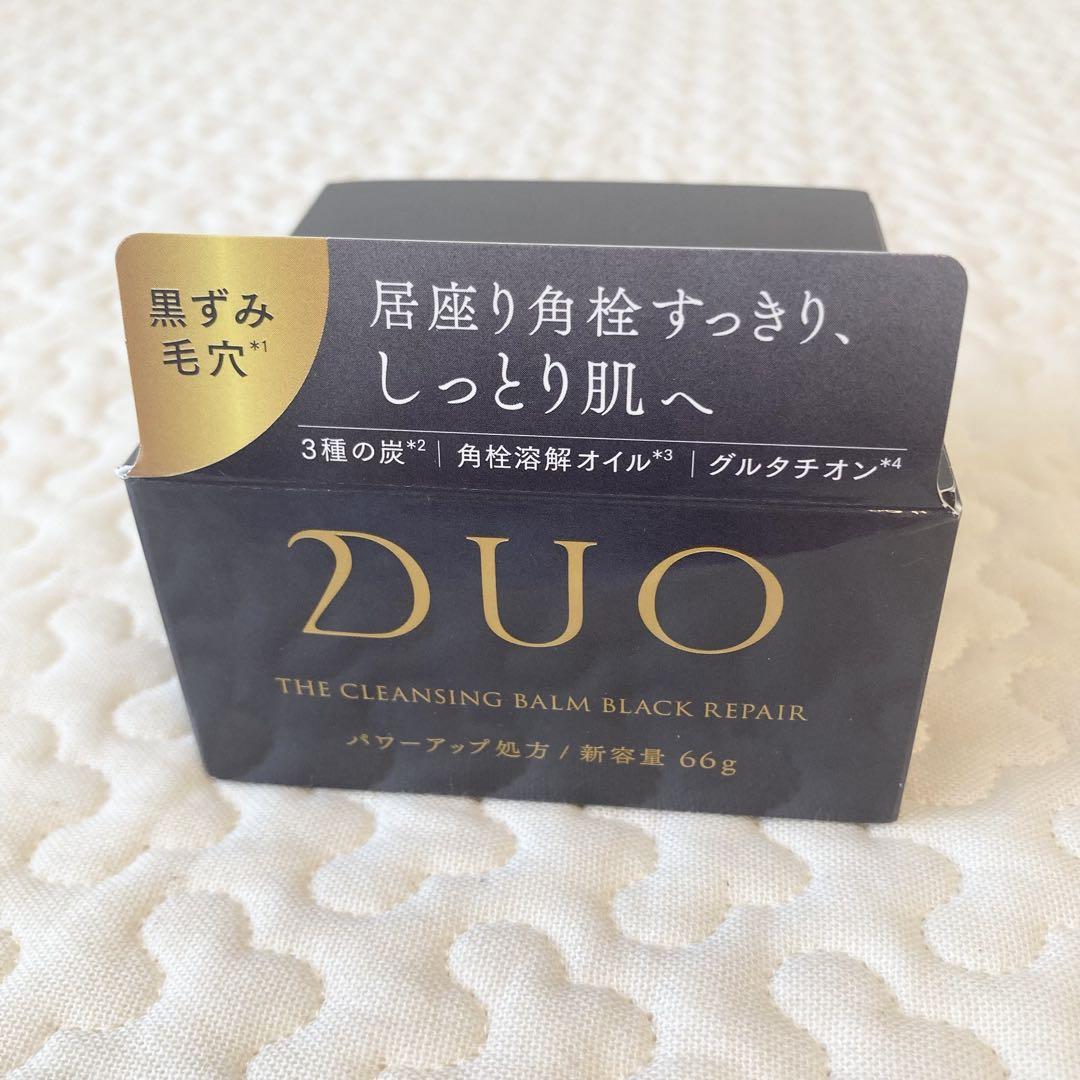 黒ずみ
毛穴*1
居座り角栓すっきり、
しっとり肌へ
3種の炭*2 | 角栓溶解オイル*3 | グルタチオン*4
DUO
THE CLEANSING BALM BLACK REPAIR
パワーアップ処方 / 新容量 66g